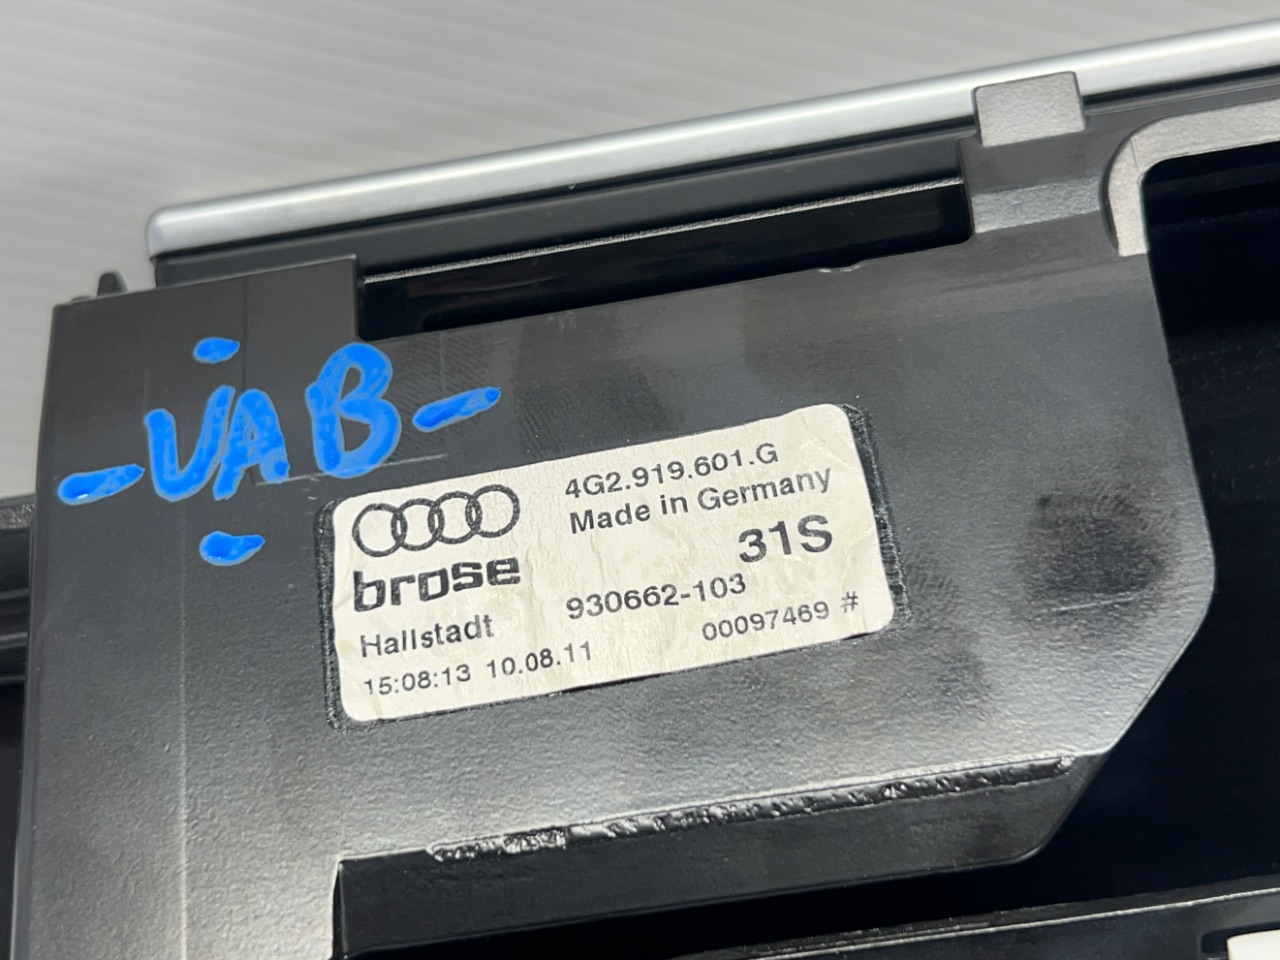 -VAB-
4G2.919.601.G
Made in Germany
31S
brose
930662-103
Hallstadt
00097469 #
15:08:13 10.08.11